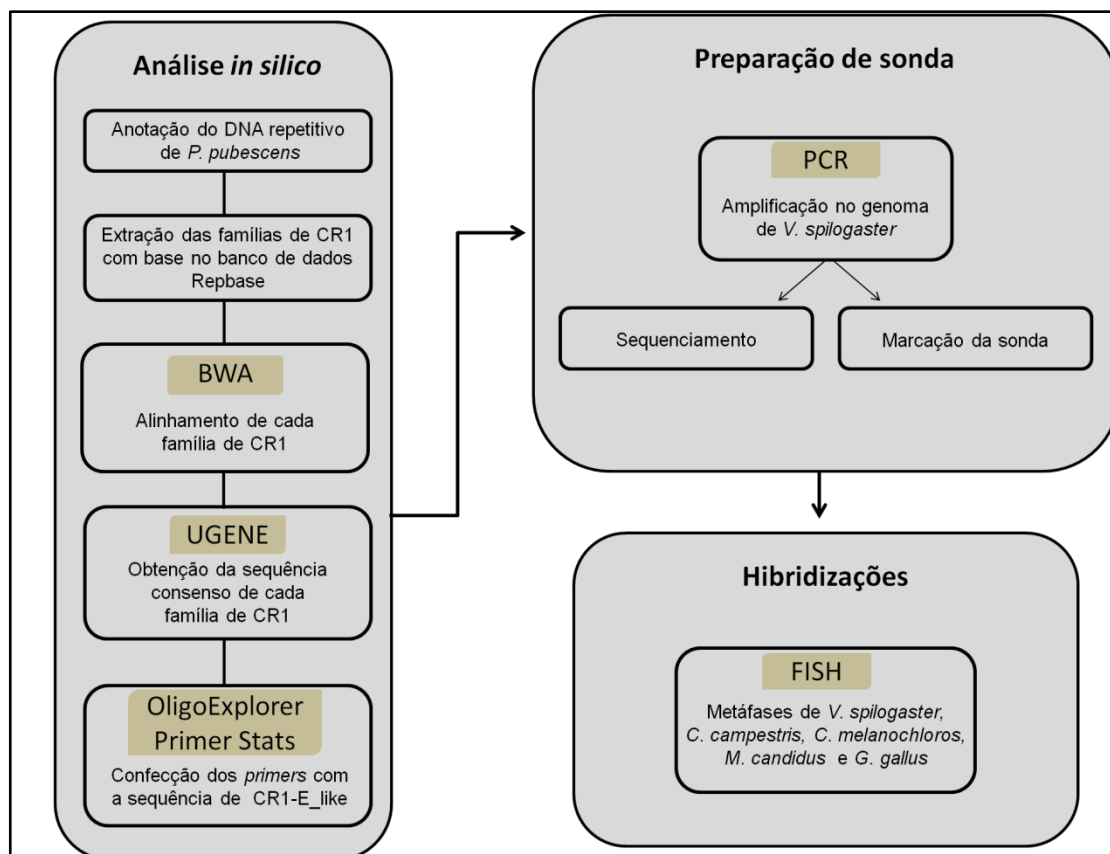 Análise in silico
Anotação do DNA repetitivo
de P. pubescens
Extração das famílias de CR1
com base no banco de dados
Repbase
BWA
Alinhamento de cada
família de CR1
UGENE
Obtenção da sequência
consenso de cada
família de CR1
OligoExplorer
Primer Stats
Confecção dos primers com
a sequência de CR1-E_like
Preparação de sonda
PCR
Amplificação no genoma
de V. spilogaster
Sequenciamento
Marcação da sonda
Hibridizações
FISH
Metáfases de V. spilogaster,
C. campestris, C. melanochloros,
M. candidus e G. gallus